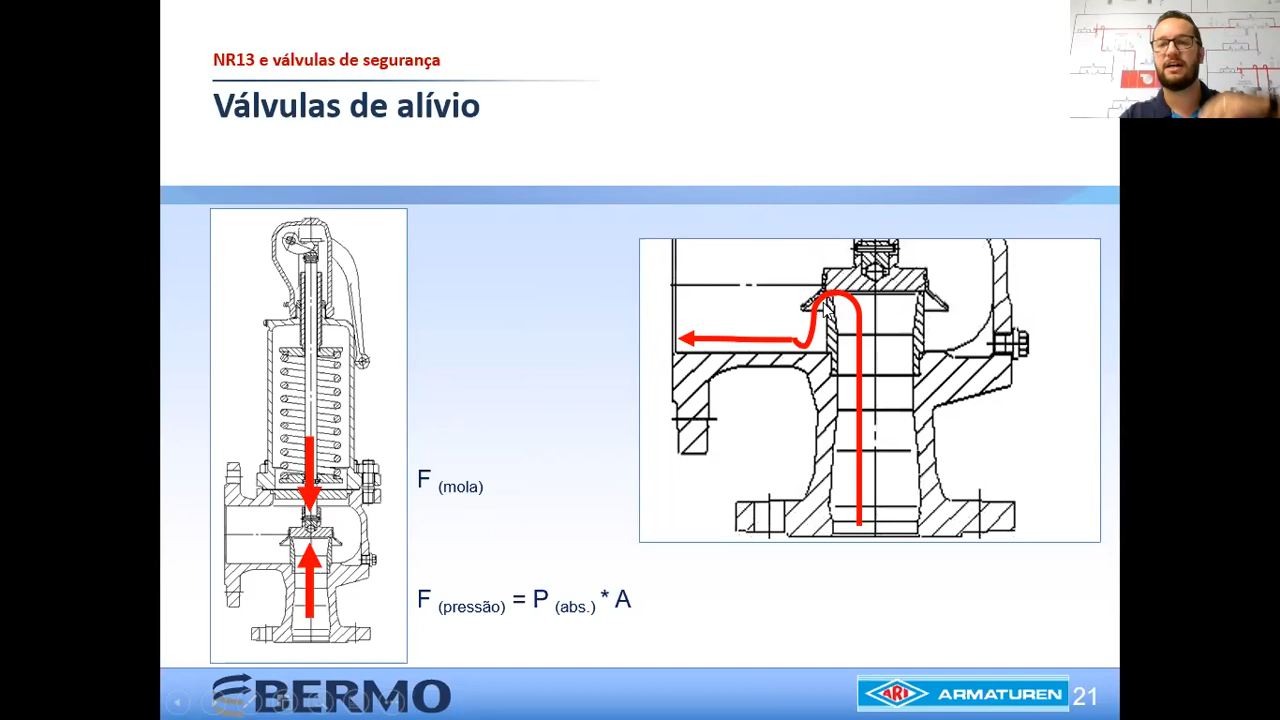 NR13 e válvulas de segurança
Válvulas de alívio
F (mola)
F (pressão) = P (abs.) * A
BERMO
ARI ARMATUREN
21